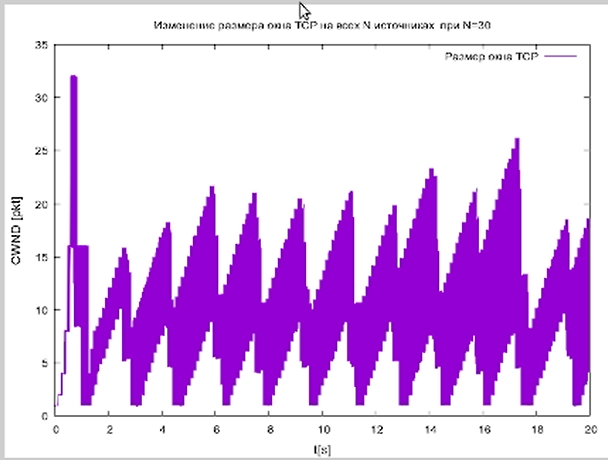 Изменение размера окна TCP на всех N источниках при N=30
Размер окна TCP
35
30
25
20
15
10
5
0
CWND [pkt]
0 2 4 6 8 10 12 14 16 18 20
t[s]